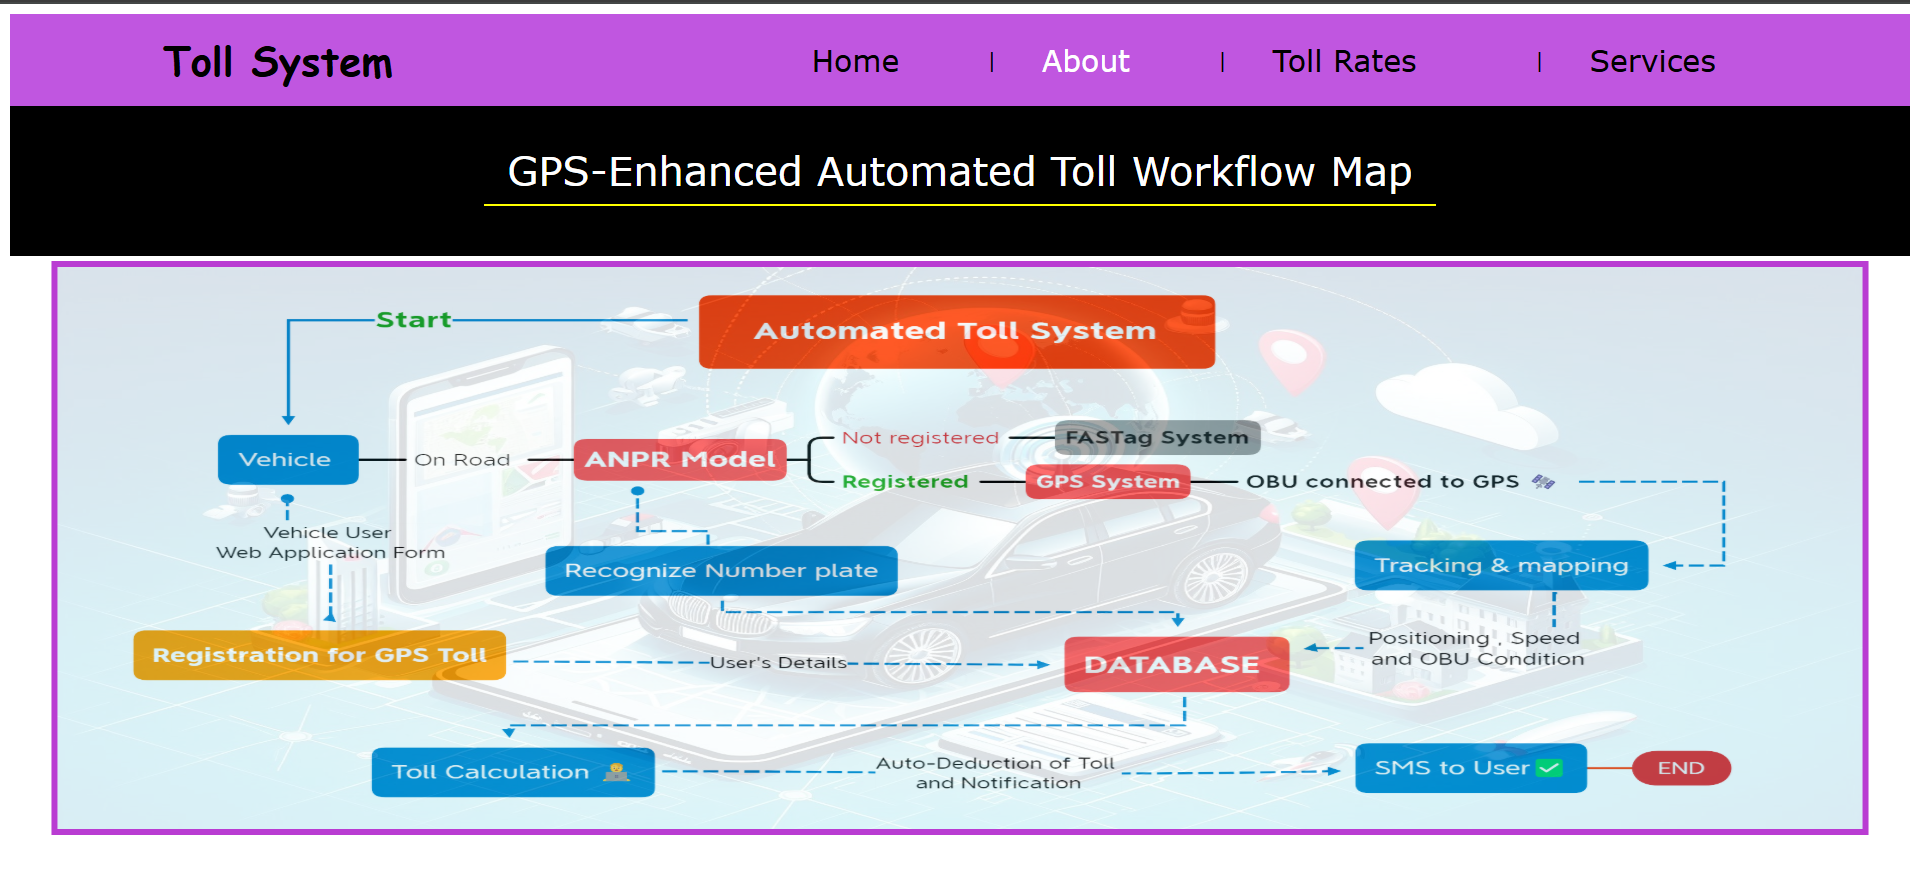 Toll System
Home | About | Toll Rates | Services
GPS-Enhanced Automated Toll Workflow Map
Start
Automated Toll System
Vehicle
On Road
ANPR Model
Not registered
FASTag System
Registered
GPS System
OBU connected to GPS
Vehicle User
Web Application Form
Recognize Number plate
Tracking & mapping
Registration for GPS Toll
User's Details
DATABASE
Positioning, Speed
and OBU Condition
Toll Calculation
Auto-Deduction of Toll
and Notification
SMS to User
END